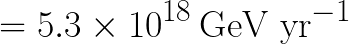 = 5.3 × 10^18 GeV yr^−1